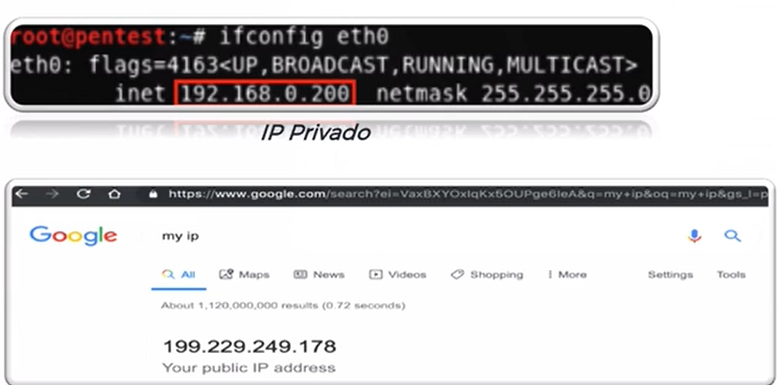 root@pentest:~# ifconfig eth0
eth0: flags=4163<UP,BROADCAST,RUNNING,MULTICAST>
inet 192.168.0.200 netmask 255.255.255.0
IP Privado
https://www.google.com/search?ei=VaxBXYOxIqKx5OUPge6IeA&q=my+ip&oq=my+ip&gs_l=p
Google my ip
All Maps News Videos Shopping More Settings Tools
About 1,120,000,000 results (0.72 seconds)
199.229.249.178
Your public IP address